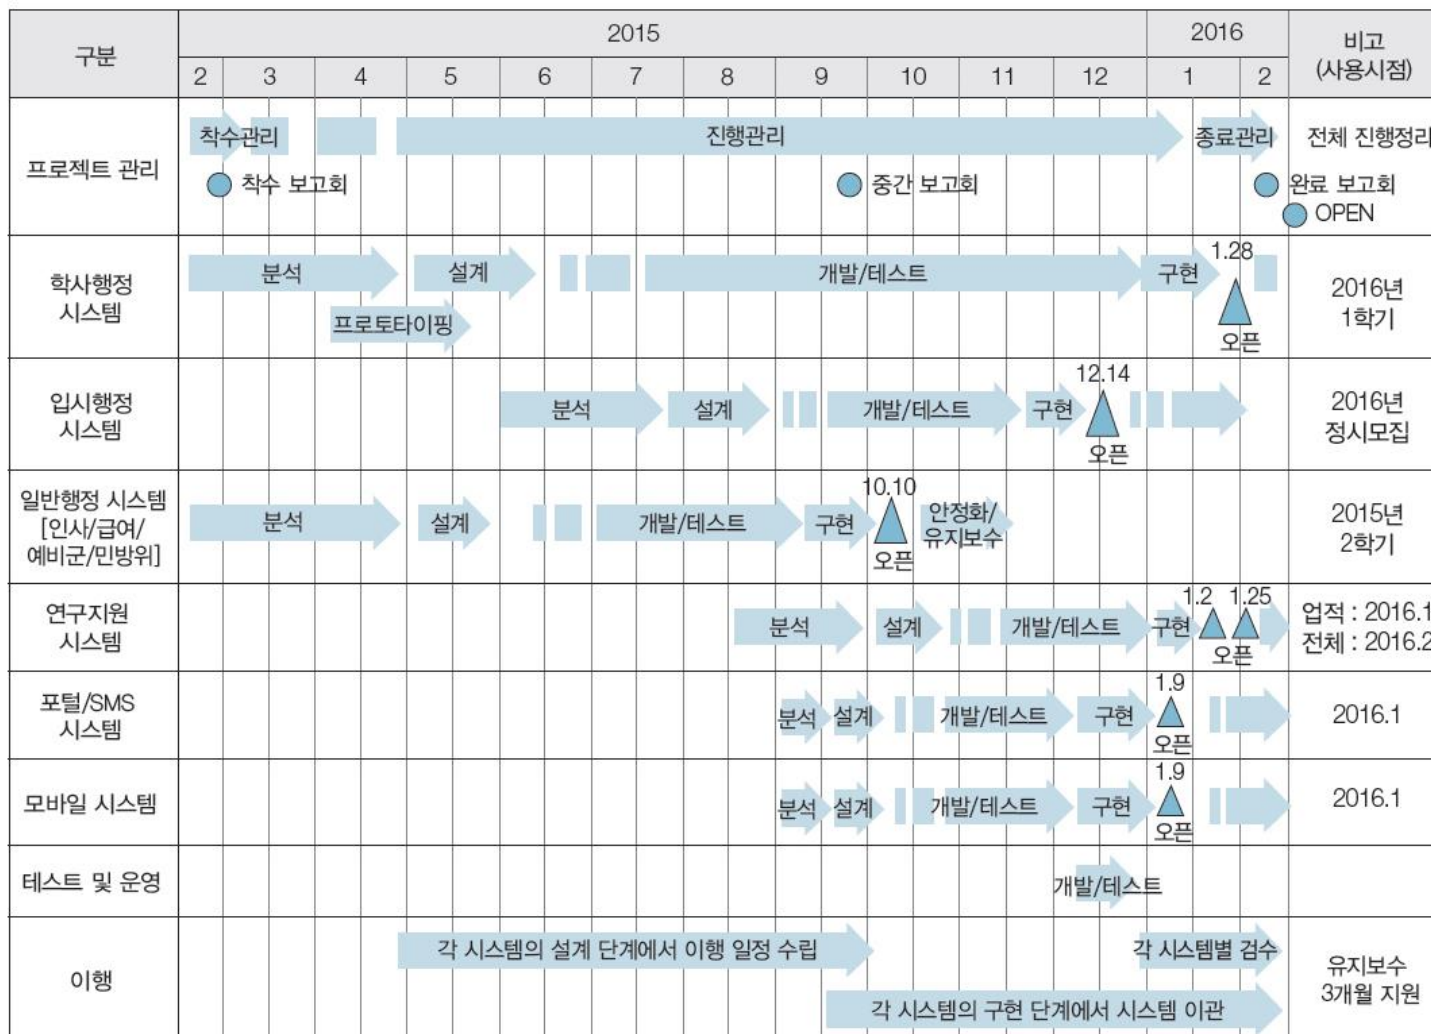 구분
2015
2016
비고
(사용시점)
2 3 4 5 6 7 8 9 10 11 12 1 2
프로젝트 관리
착수관리
진행관리
종료관리
전체 진행정리
착수 보고회
중간 보고회
완료 보고회
OPEN
학사행정
시스템
분석
설계
개발/테스트
구현
1.28
오픈
프로토타이핑
2016년
1학기
입시행정
시스템
분석
설계
개발/테스트
구현
12.14
오픈
2016년
정시모집
일반행정 시스템
[인사/급여/
예비군/민방위]
분석
설계
개발/테스트
구현
10.10
오픈
안정화/
유지보수
2015년
2학기
연구지원
시스템
분석
설계
개발/테스트
구현
1.2
1.25
오픈
업적 : 2016.1
전체 : 2016.2
포털/SMS
시스템
분석
설계
개발/테스트
구현
1.9
오픈
2016.1
모바일 시스템
분석
설계
개발/테스트
구현
1.9
오픈
2016.1
테스트 및 운영
개발/테스트
이행
각 시스템의 설계 단계에서 이행 일정 수립
각 시스템별 검수
각 시스템의 구현 단계에서 시스템 이관
유지보수
3개월 지원